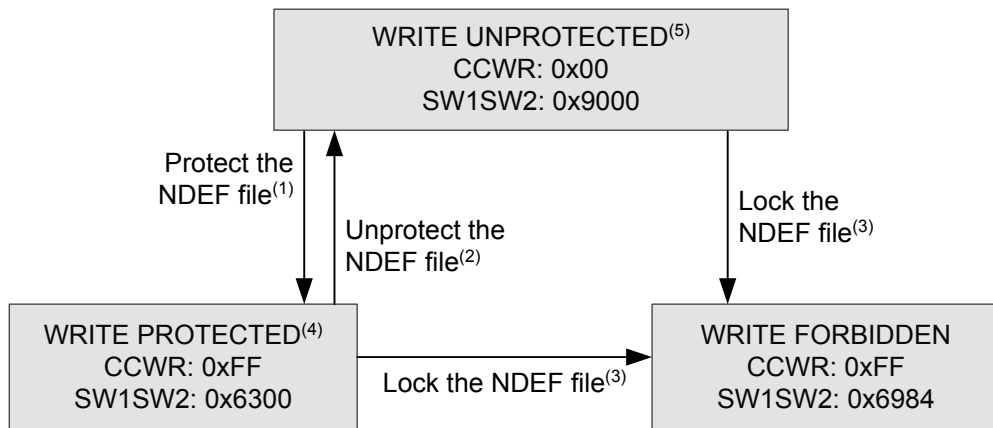 WRITE UNPROTECTED(5)
CCWR: 0x00
SW1SW2: 0x9000
Protect the
NDEF file(1)
Unprotect the
NDEF file(2)
Lock the
NDEF file(3)
WRITE PROTECTED(4)
CCWR: 0xFF
SW1SW2: 0x6300
Lock the NDEF file(3)
WRITE FORBIDDEN
CCWR: 0xFF
SW1SW2: 0x6984